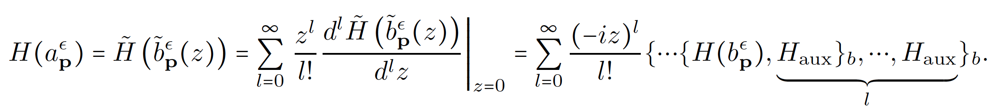 $H(a_{\mathbf{p}}^{\epsilon}) = \tilde{H}\left(\tilde{b}_{\mathbf{p}}^{\epsilon}(z)\right) = \sum_{l=0}^{\infty} \frac{z^l}{l!} \left.\frac{d^l \tilde{H}\left(\tilde{b}_{\mathbf{p}}^{\epsilon}(z)\right)}{d^l z}\right|_{z=0} = \sum_{l=0}^{\infty} \frac{(-iz)^l}{l!} \{\cdots\{H(b_{\mathbf{p}}^{\epsilon}), \underbrace{H_{\text{aux}}\}_b, \cdots, H_{\text{aux}}}_{l}\}_b.$